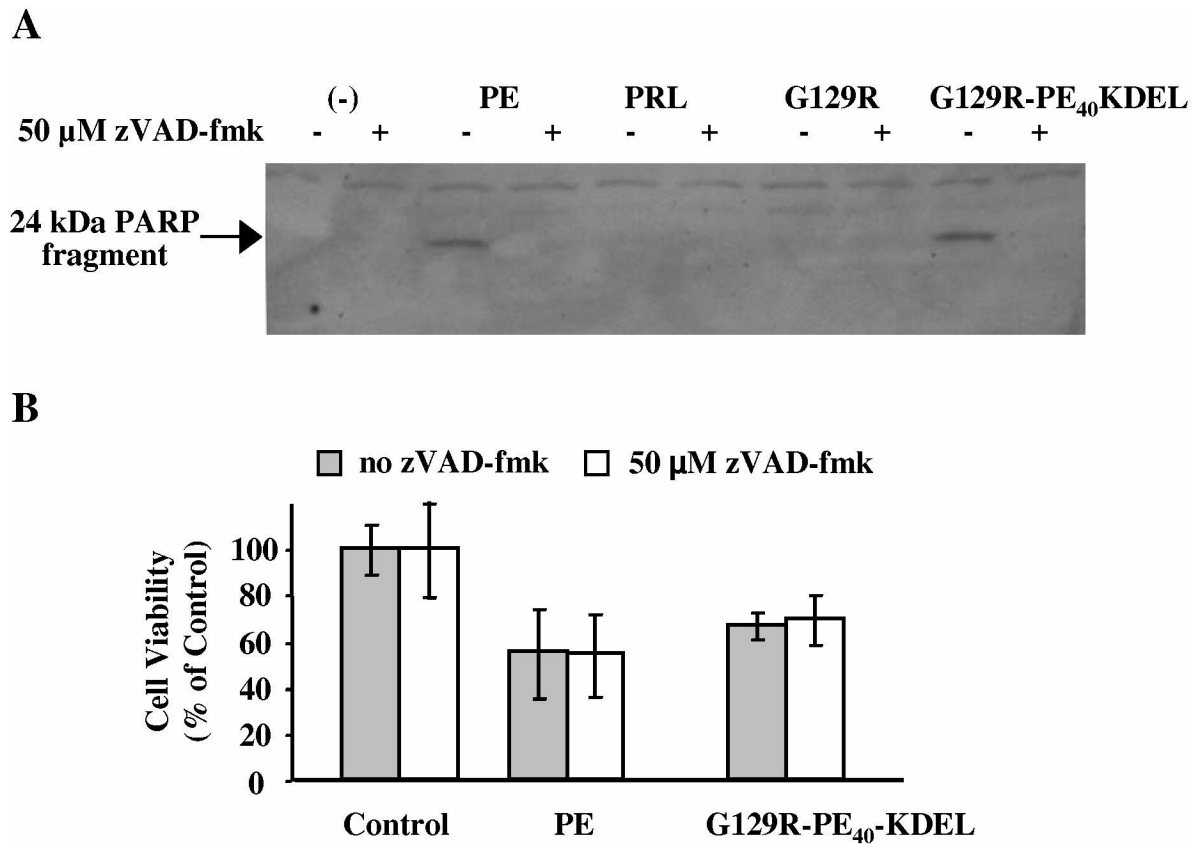 A
(-) PE PRL G129R G129R-PE₄₀KDEL
50 μM zVAD-fmk - + - + - + - + - +
24 kDa PARP
fragment
B
no zVAD-fmk 50 μM zVAD-fmk
Cell Viability
(% of Control)
100
80
60
40
20
0
Control PE G129R-PE₄₀-KDEL